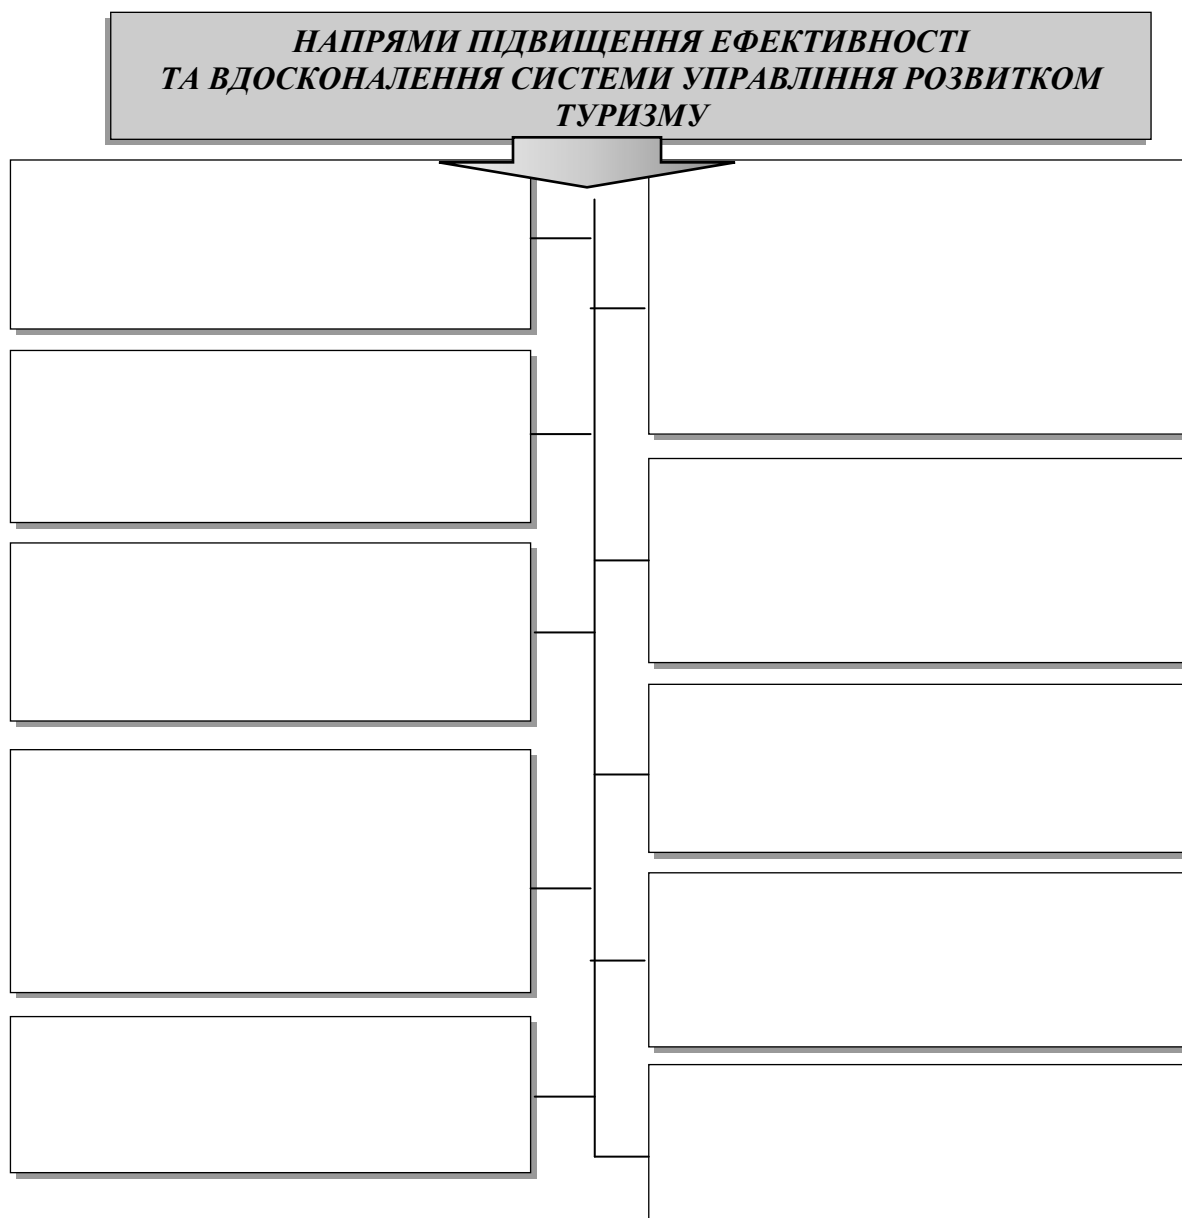 НАПРЯМИ ПІДВИЩЕННЯ ЕФЕКТИВНОСТІ
ТА ВДОСКОНАЛЕННЯ СИСТЕМИ УПРАВЛІННЯ РОЗВИТКОМ
ТУРИЗМУ